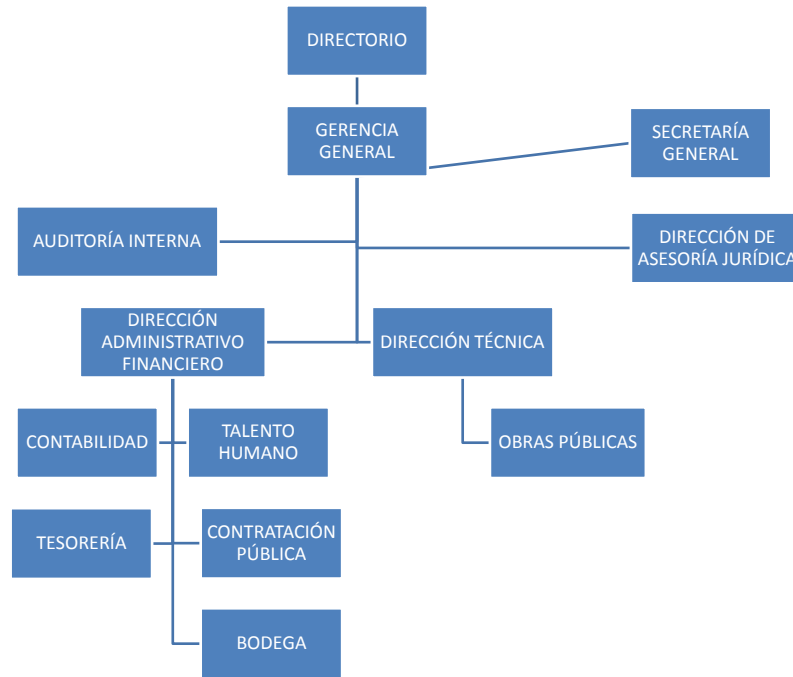 DIRECTORIO
GERENCIA
GENERAL
SECRETARÍA
GENERAL
AUDITORÍA INTERNA
DIRECCIÓN DE
ASESORÍA JURÍDICA
DIRECCIÓN
ADMINISTRATIVO
FINANCIERO
DIRECCIÓN TÉCNICA
CONTABILIDAD
TALENTO
HUMANO
OBRAS PÚBLICAS
TESORERÍA
CONTRATACIÓN
PÚBLICA
BODEGA